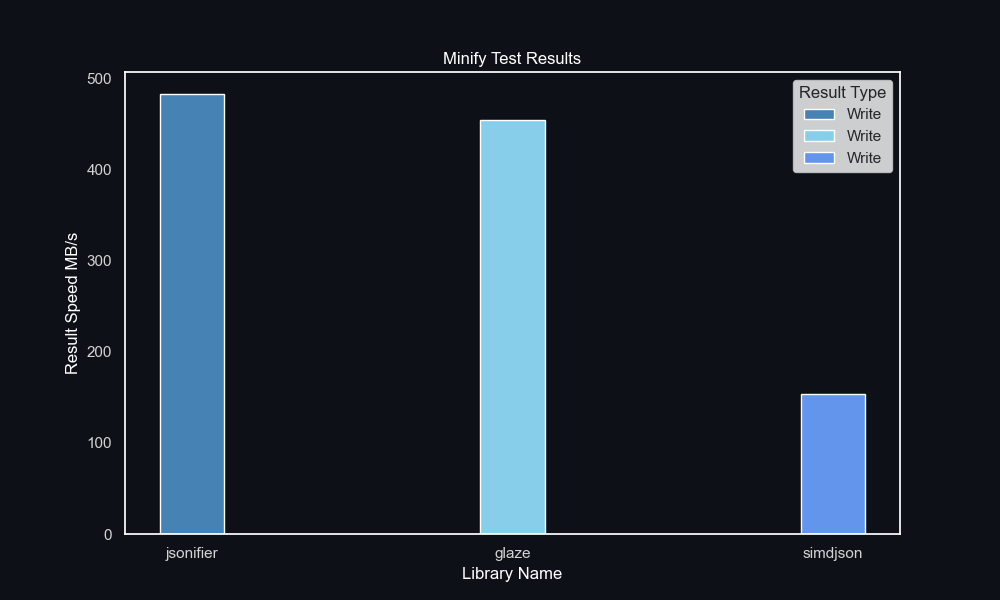 Minify Test Results
Result Type
Write
Write
Write
500
400
300
200
100
0
Result Speed MB/s
jsonifier
glaze
simdjson
Library Name